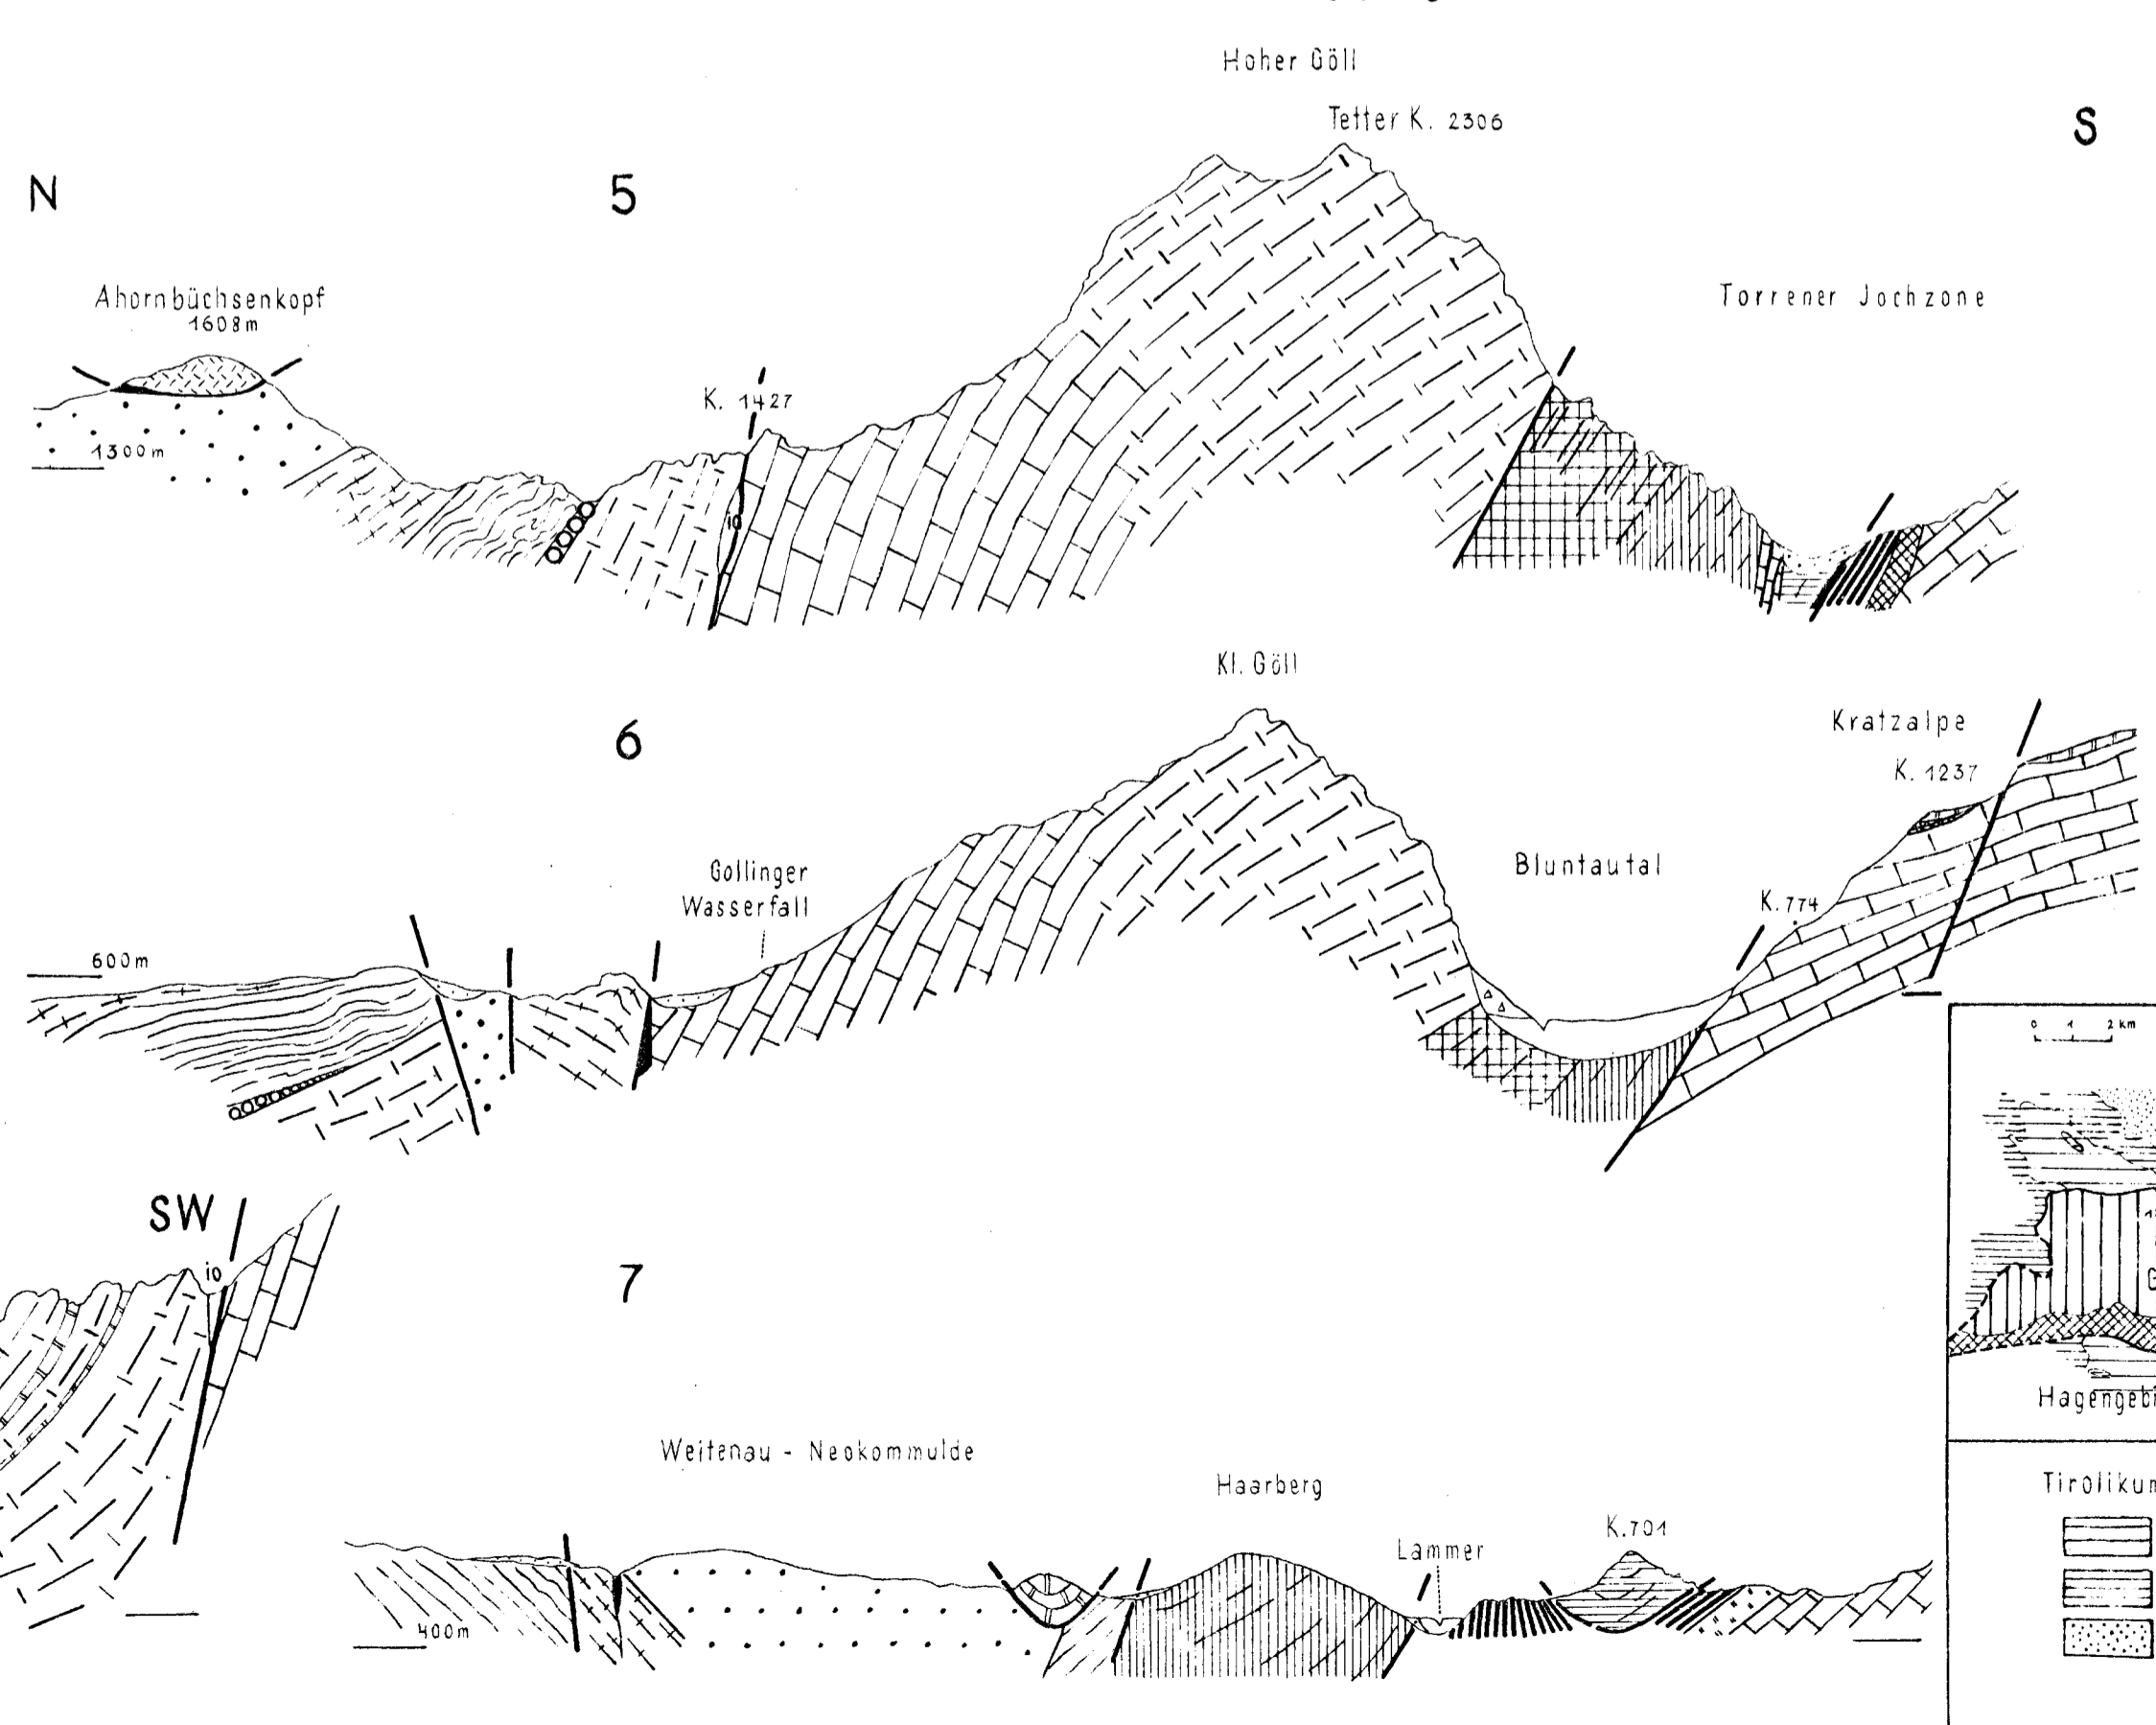 Hoher Göll
Tetter K. 2306
N
5
S
Ahornbüchsenkopf
1608m
Torrener Jochzone
K. 1427
1300m
io
Kl. Göll
6
Kratzalpe
K. 1237
Gollinger
Wasserfall
Bluntautal
K. 774
600m
0 1 2 km
SW
io
7
Hagengebi
Weitenau - Neokommulde
Haarberg
Tirolikum
K. 701
Lammer
400m